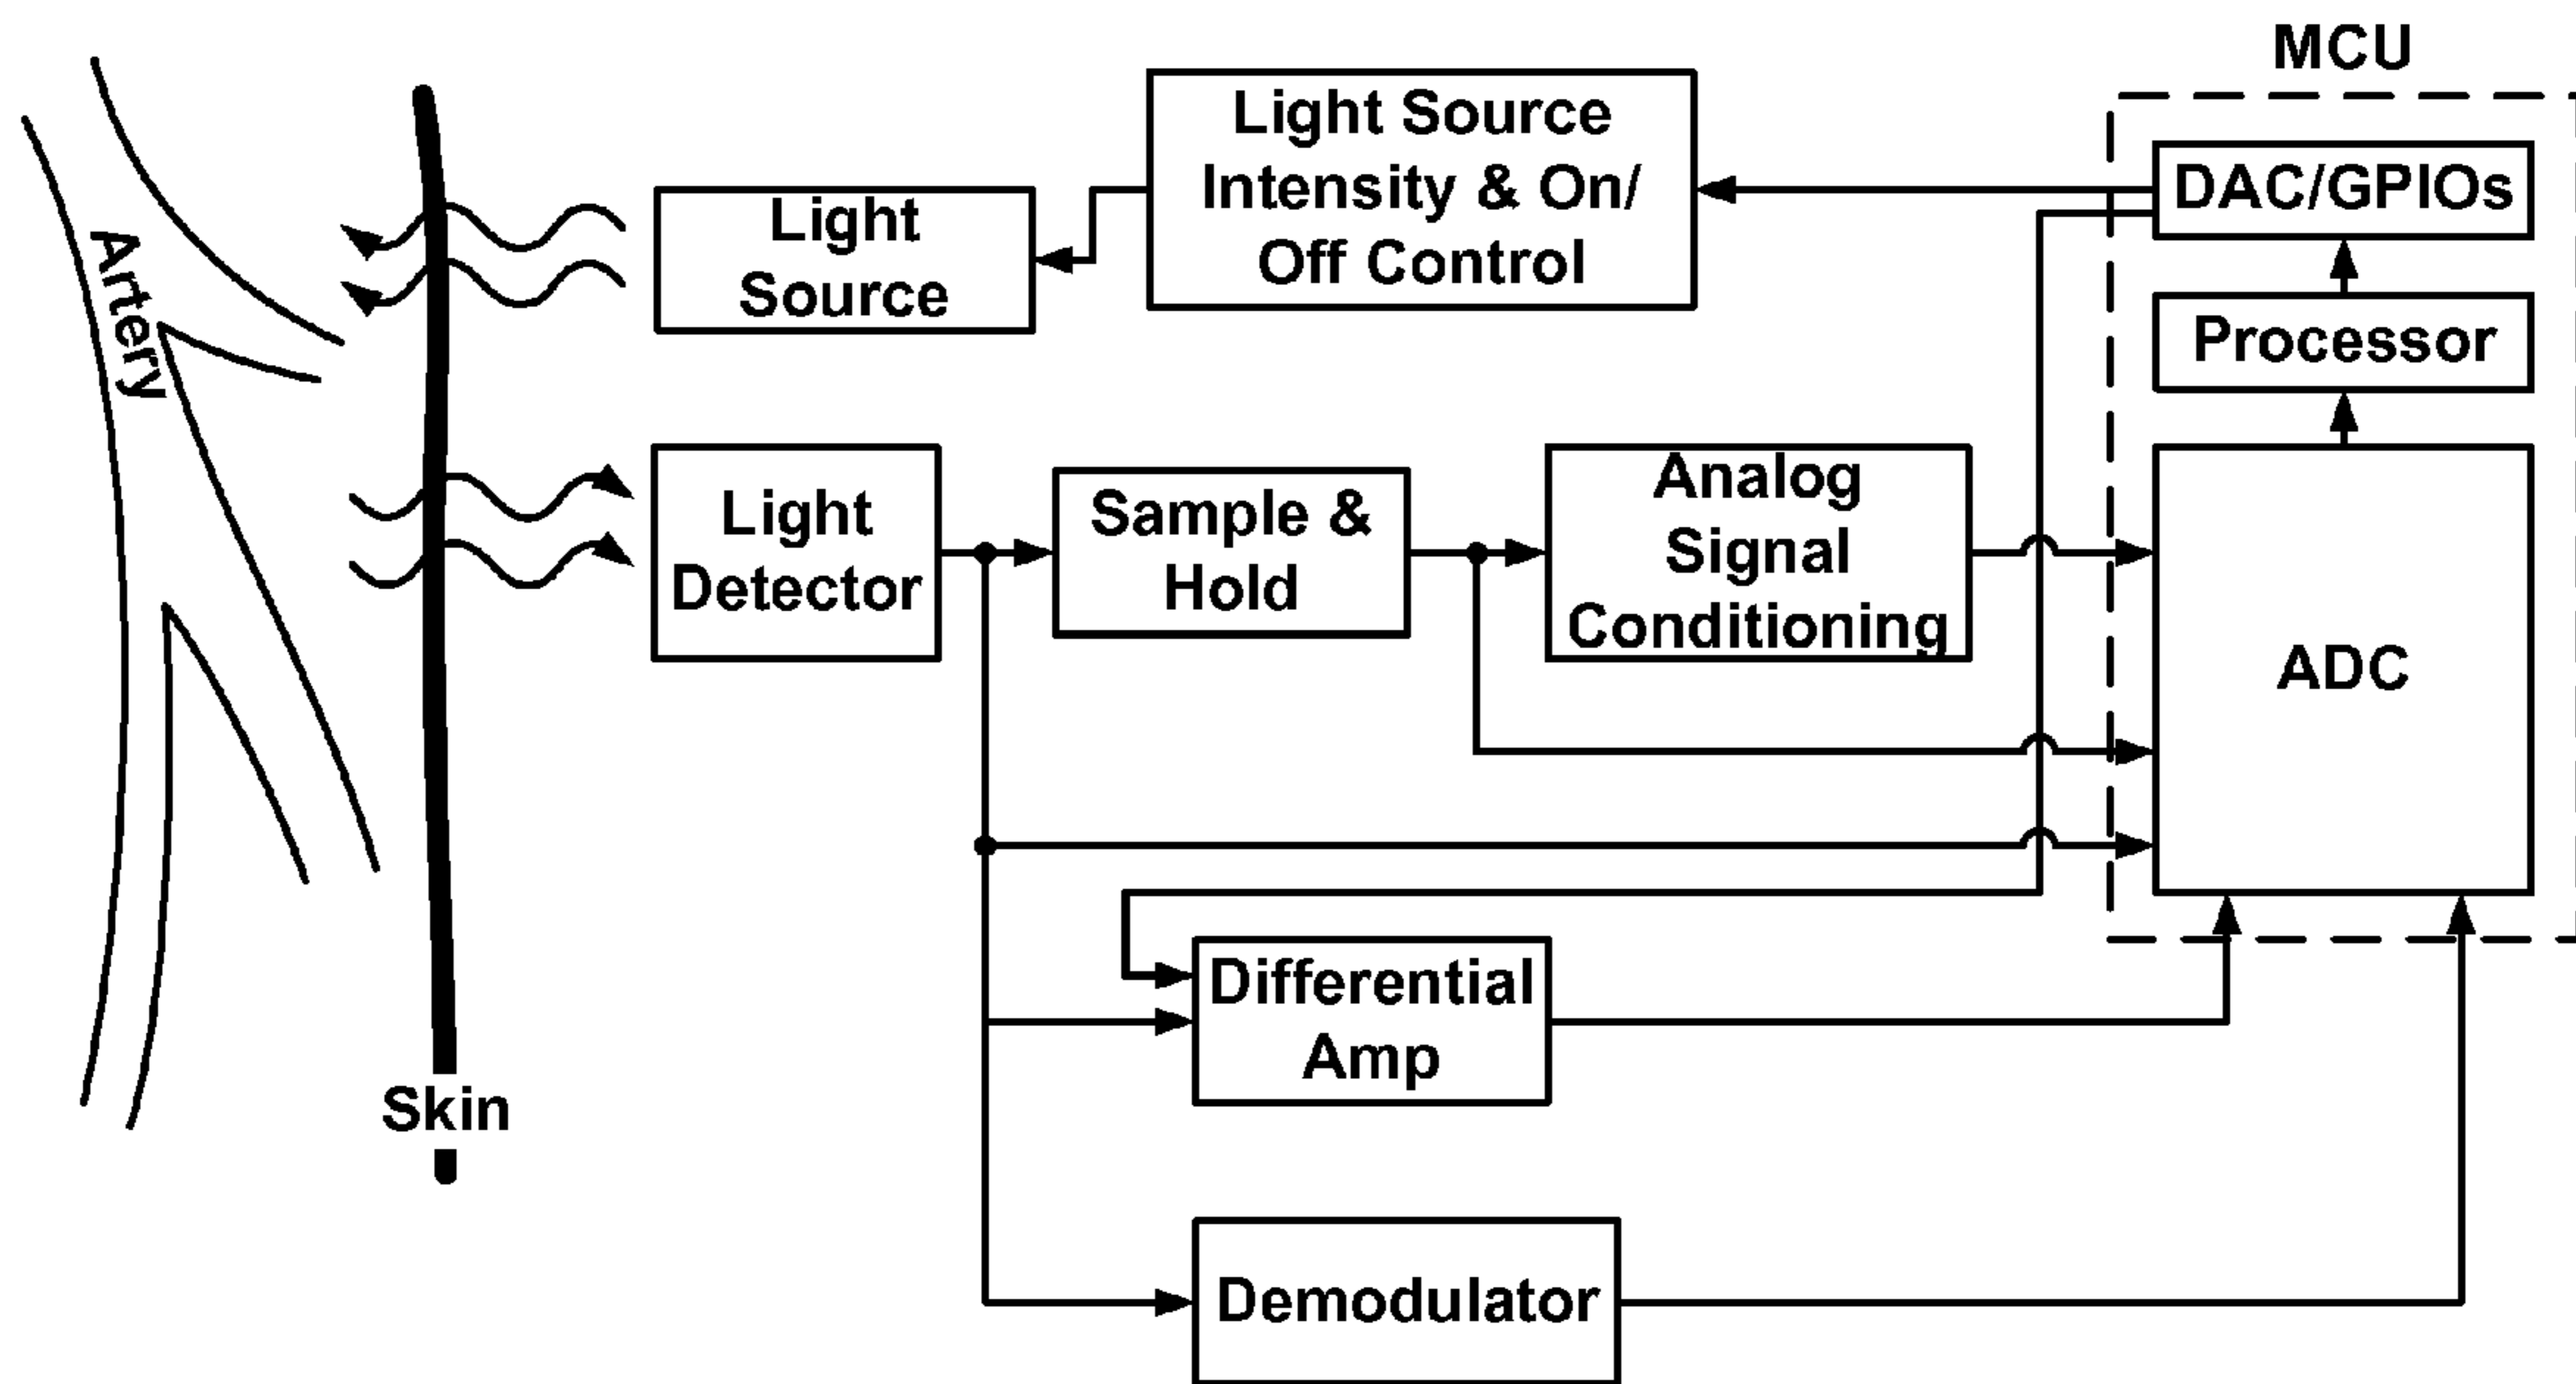 MCU
Light Source
Intensity & On/
Off Control
DAC/GPIOs
Light
Source
Artery
Processor
Light
Detector
Sample &
Hold
Analog
Signal
Conditioning
ADC
Differential
Amp
Skin
Demodulator